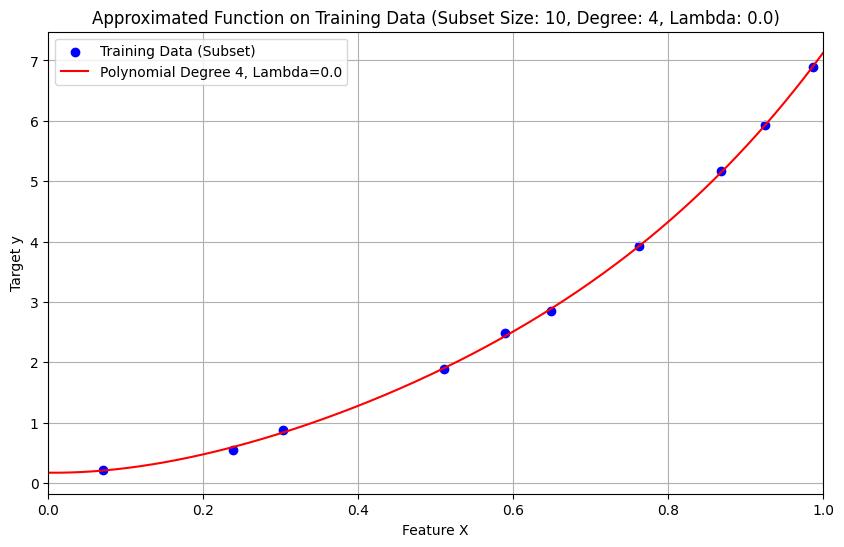 Approximated Function on Training Data (Subset Size: 10, Degree: 4, Lambda: 0.0)
Training Data (Subset)
Polynomial Degree 4, Lambda=0.0
Target y
7
6
5
4
3
2
1
0
0.0 0.2 0.4 0.6 0.8 1.0
Feature X